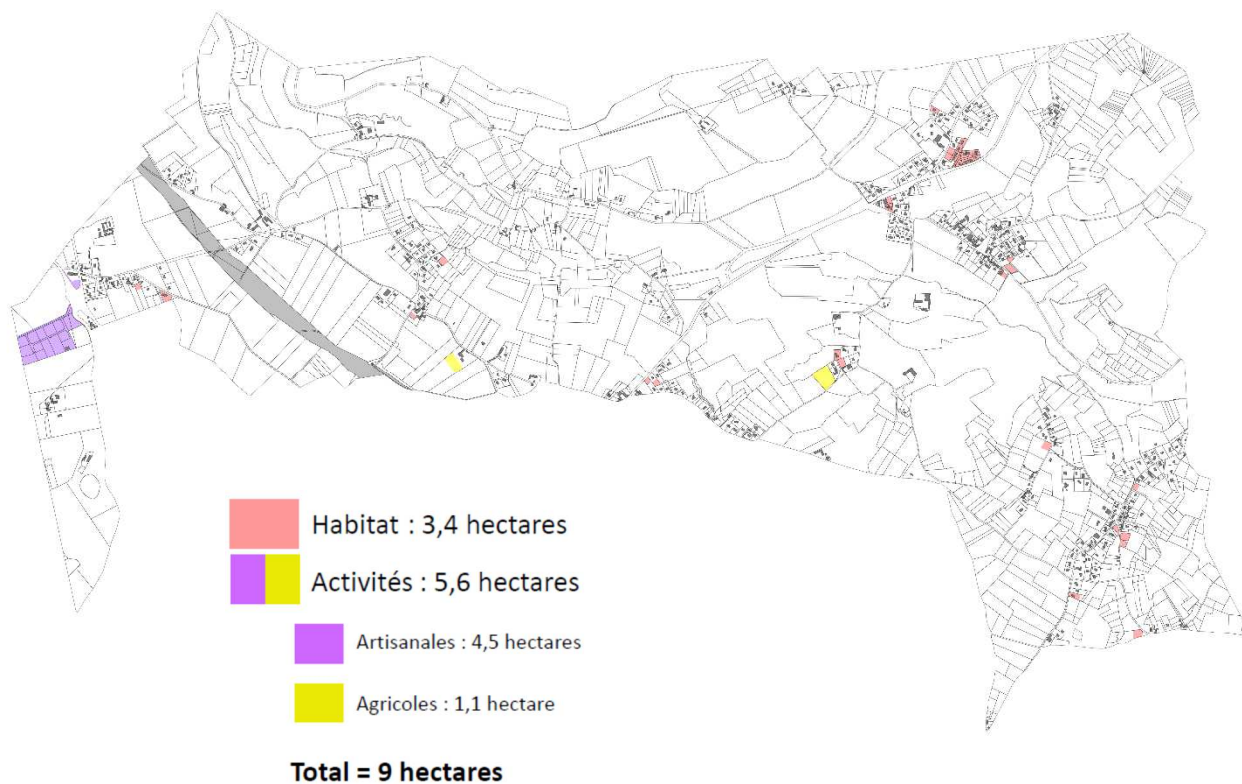 Habitat : 3,4 hectares
Activités : 5,6 hectares
Artisanales : 4,5 hectares
Agricoles : 1,1 hectare
Total = 9 hectares